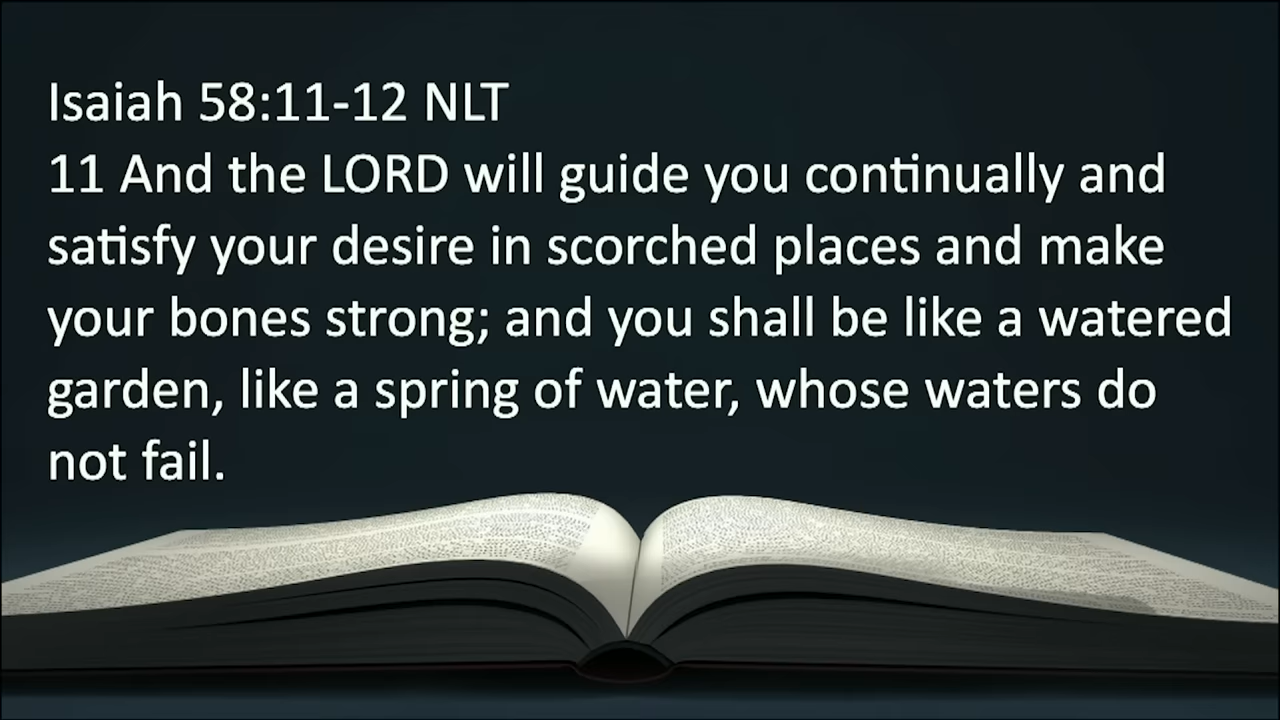 Isaiah 58:11-12 NLT
11 And the LORD will guide you continually and
satisfy your desire in scorched places and make
your bones strong; and you shall be like a watered
garden, like a spring of water, whose waters do
not fail.